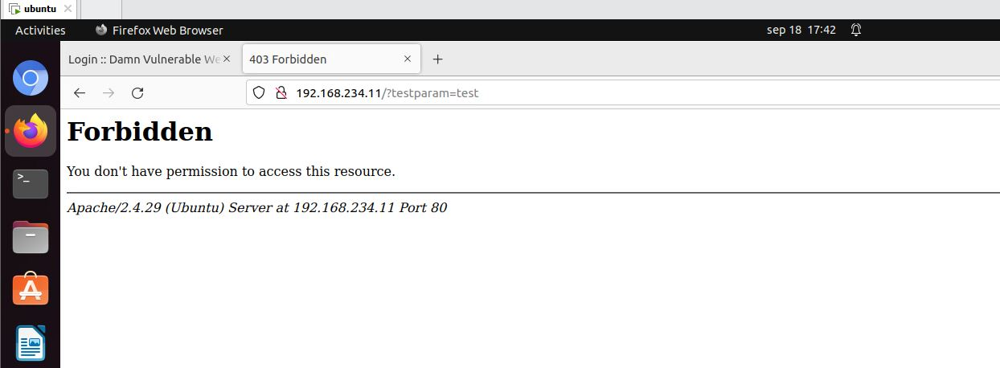 ubuntu
Activities Firefox Web Browser sep 18 17:42
Login :: Damn Vulnerable We 403 Forbidden
192.168.234.11/?testparam=test
Forbidden
You don't have permission to access this resource.
Apache/2.4.29 (Ubuntu) Server at 192.168.234.11 Port 80